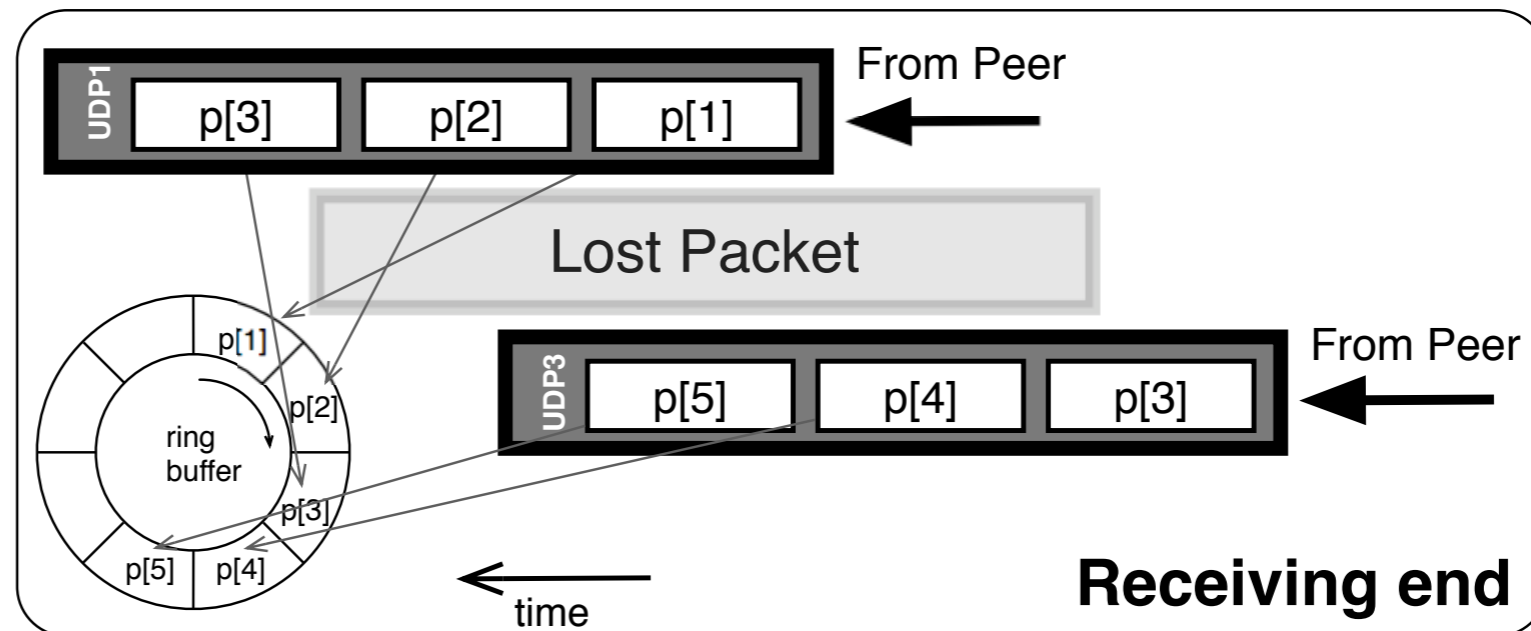 From Peer
UDP1
p[3] p[2] p[1]
Lost Packet
From Peer
UDP3
p[5] p[4] p[3]
p[1]
p[2]
ring
buffer
p[3]
p[5] p[4]
time
Receiving end